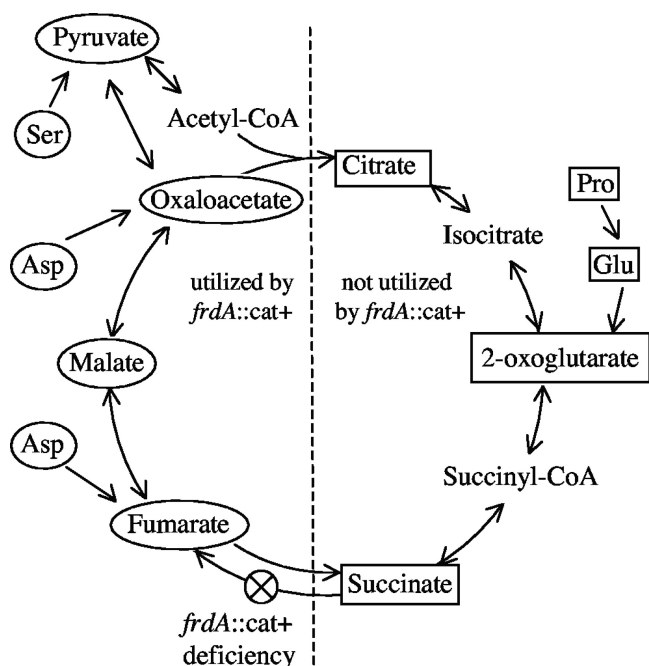 Pyruvate
Acetyl-CoA
Ser
Citrate
Pro
Oxaloacetate
Isocitrate
Asp
Glu
utilized by
frdA::cat+
not utilized
by frdA::cat+
Malate
2-oxoglutarate
Asp
Succinyl-CoA
Fumarate
Succinate
frdA::cat+
deficiency